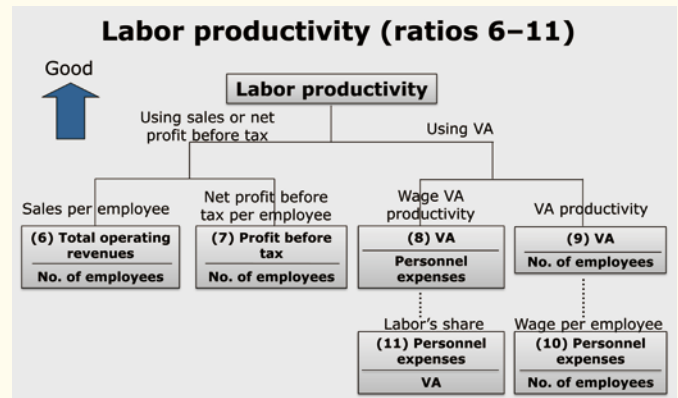 Labor productivity (ratios 6–11)
Good
Labor productivity
Using sales or net
profit before tax
Using VA
Sales per employee
Net profit before
tax per employee
Wage VA
productivity
VA productivity
(6) Total operating
revenues
No. of employees
(7) Profit before
tax
No. of employees
(8) VA
Personnel
expenses
(9) VA
No. of employees
Labor’s share
Wage per employee
(11) Personnel
expenses
VA
(10) Personnel
expenses
No. of employees